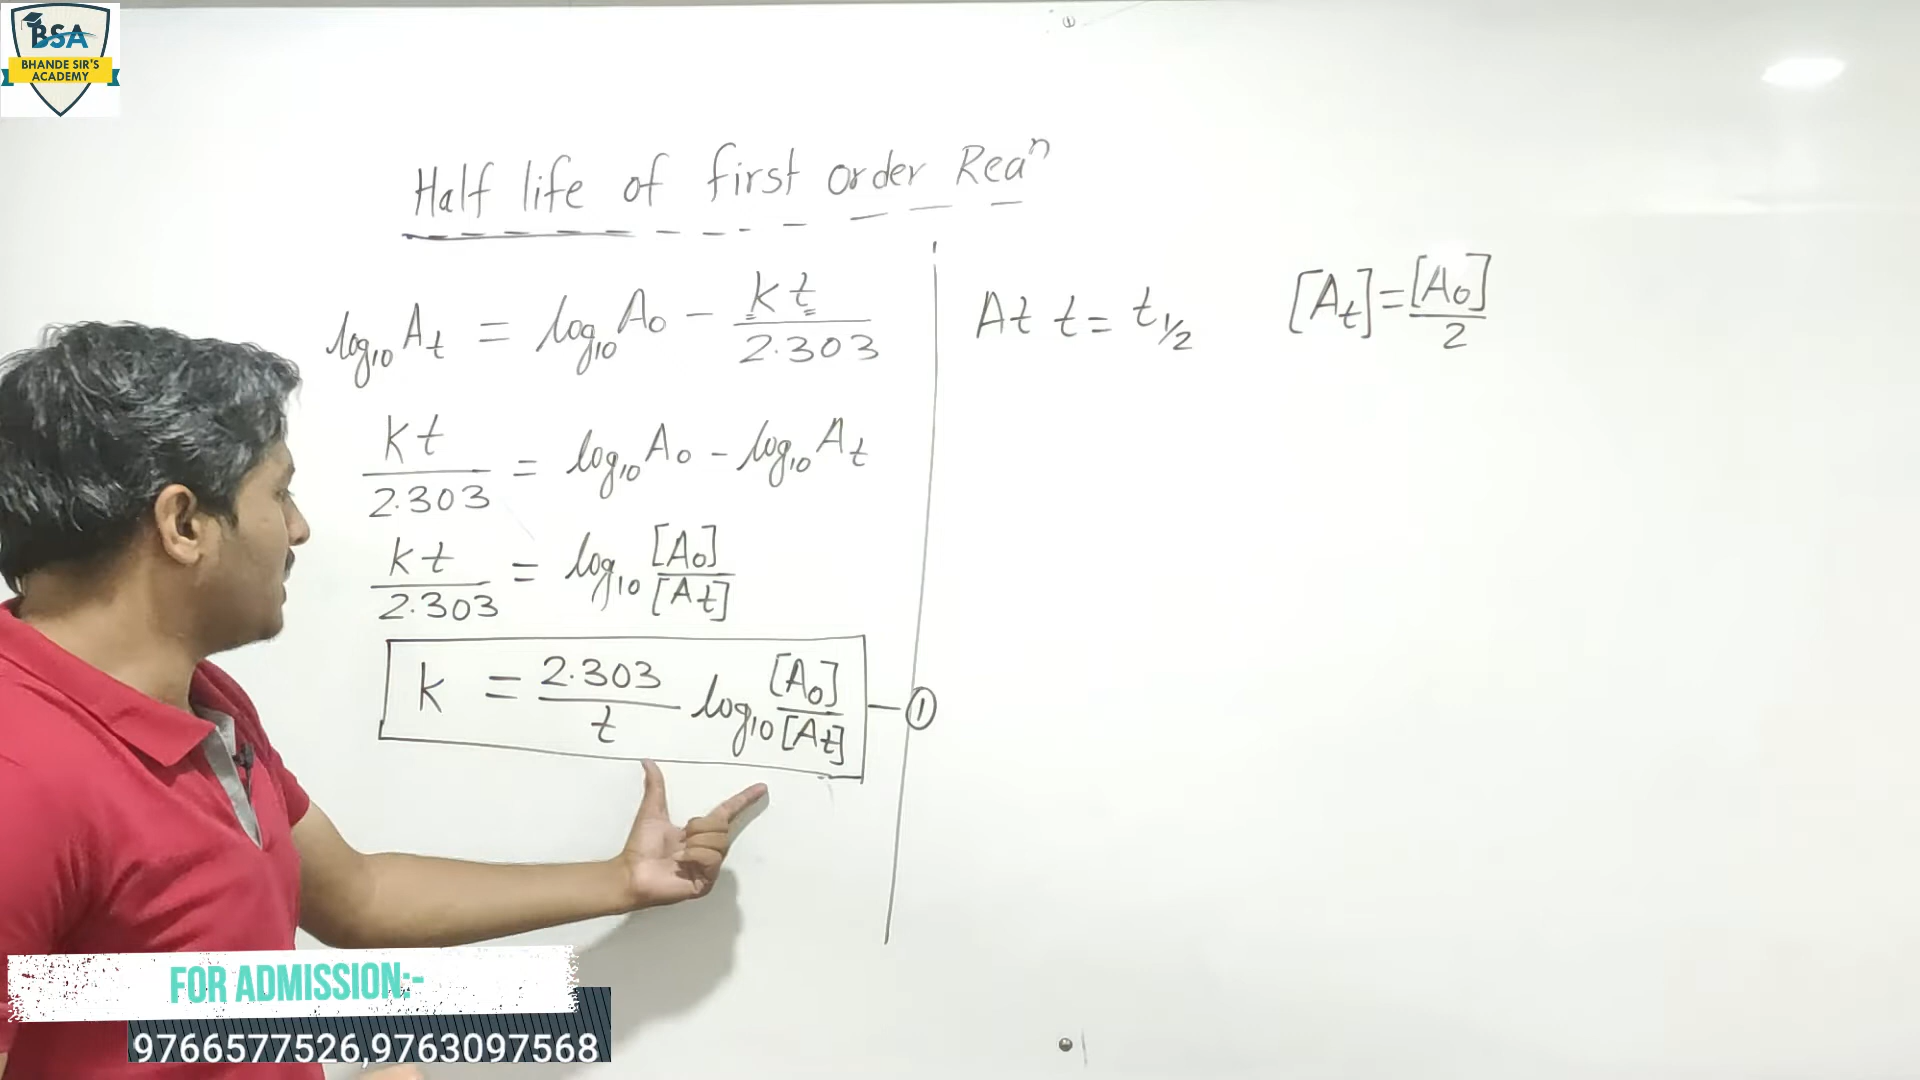 BSA
BHANDE SIR'S
ACADEMY
Half life of first order Reaⁿ
log₁₀ Aₜ = log₁₀ A₀ - kt/2.303
kt/2.303 = log₁₀ A₀ - log₁₀ Aₜ
kt/2.303 = log₁₀ [A₀]/[Aₜ]
k = 2.303/t log₁₀ [A₀]/[Aₜ] — ①
At t = t½ [Aₜ] = [A₀]/2
FOR ADMISSION:-
9766577526,9763097568